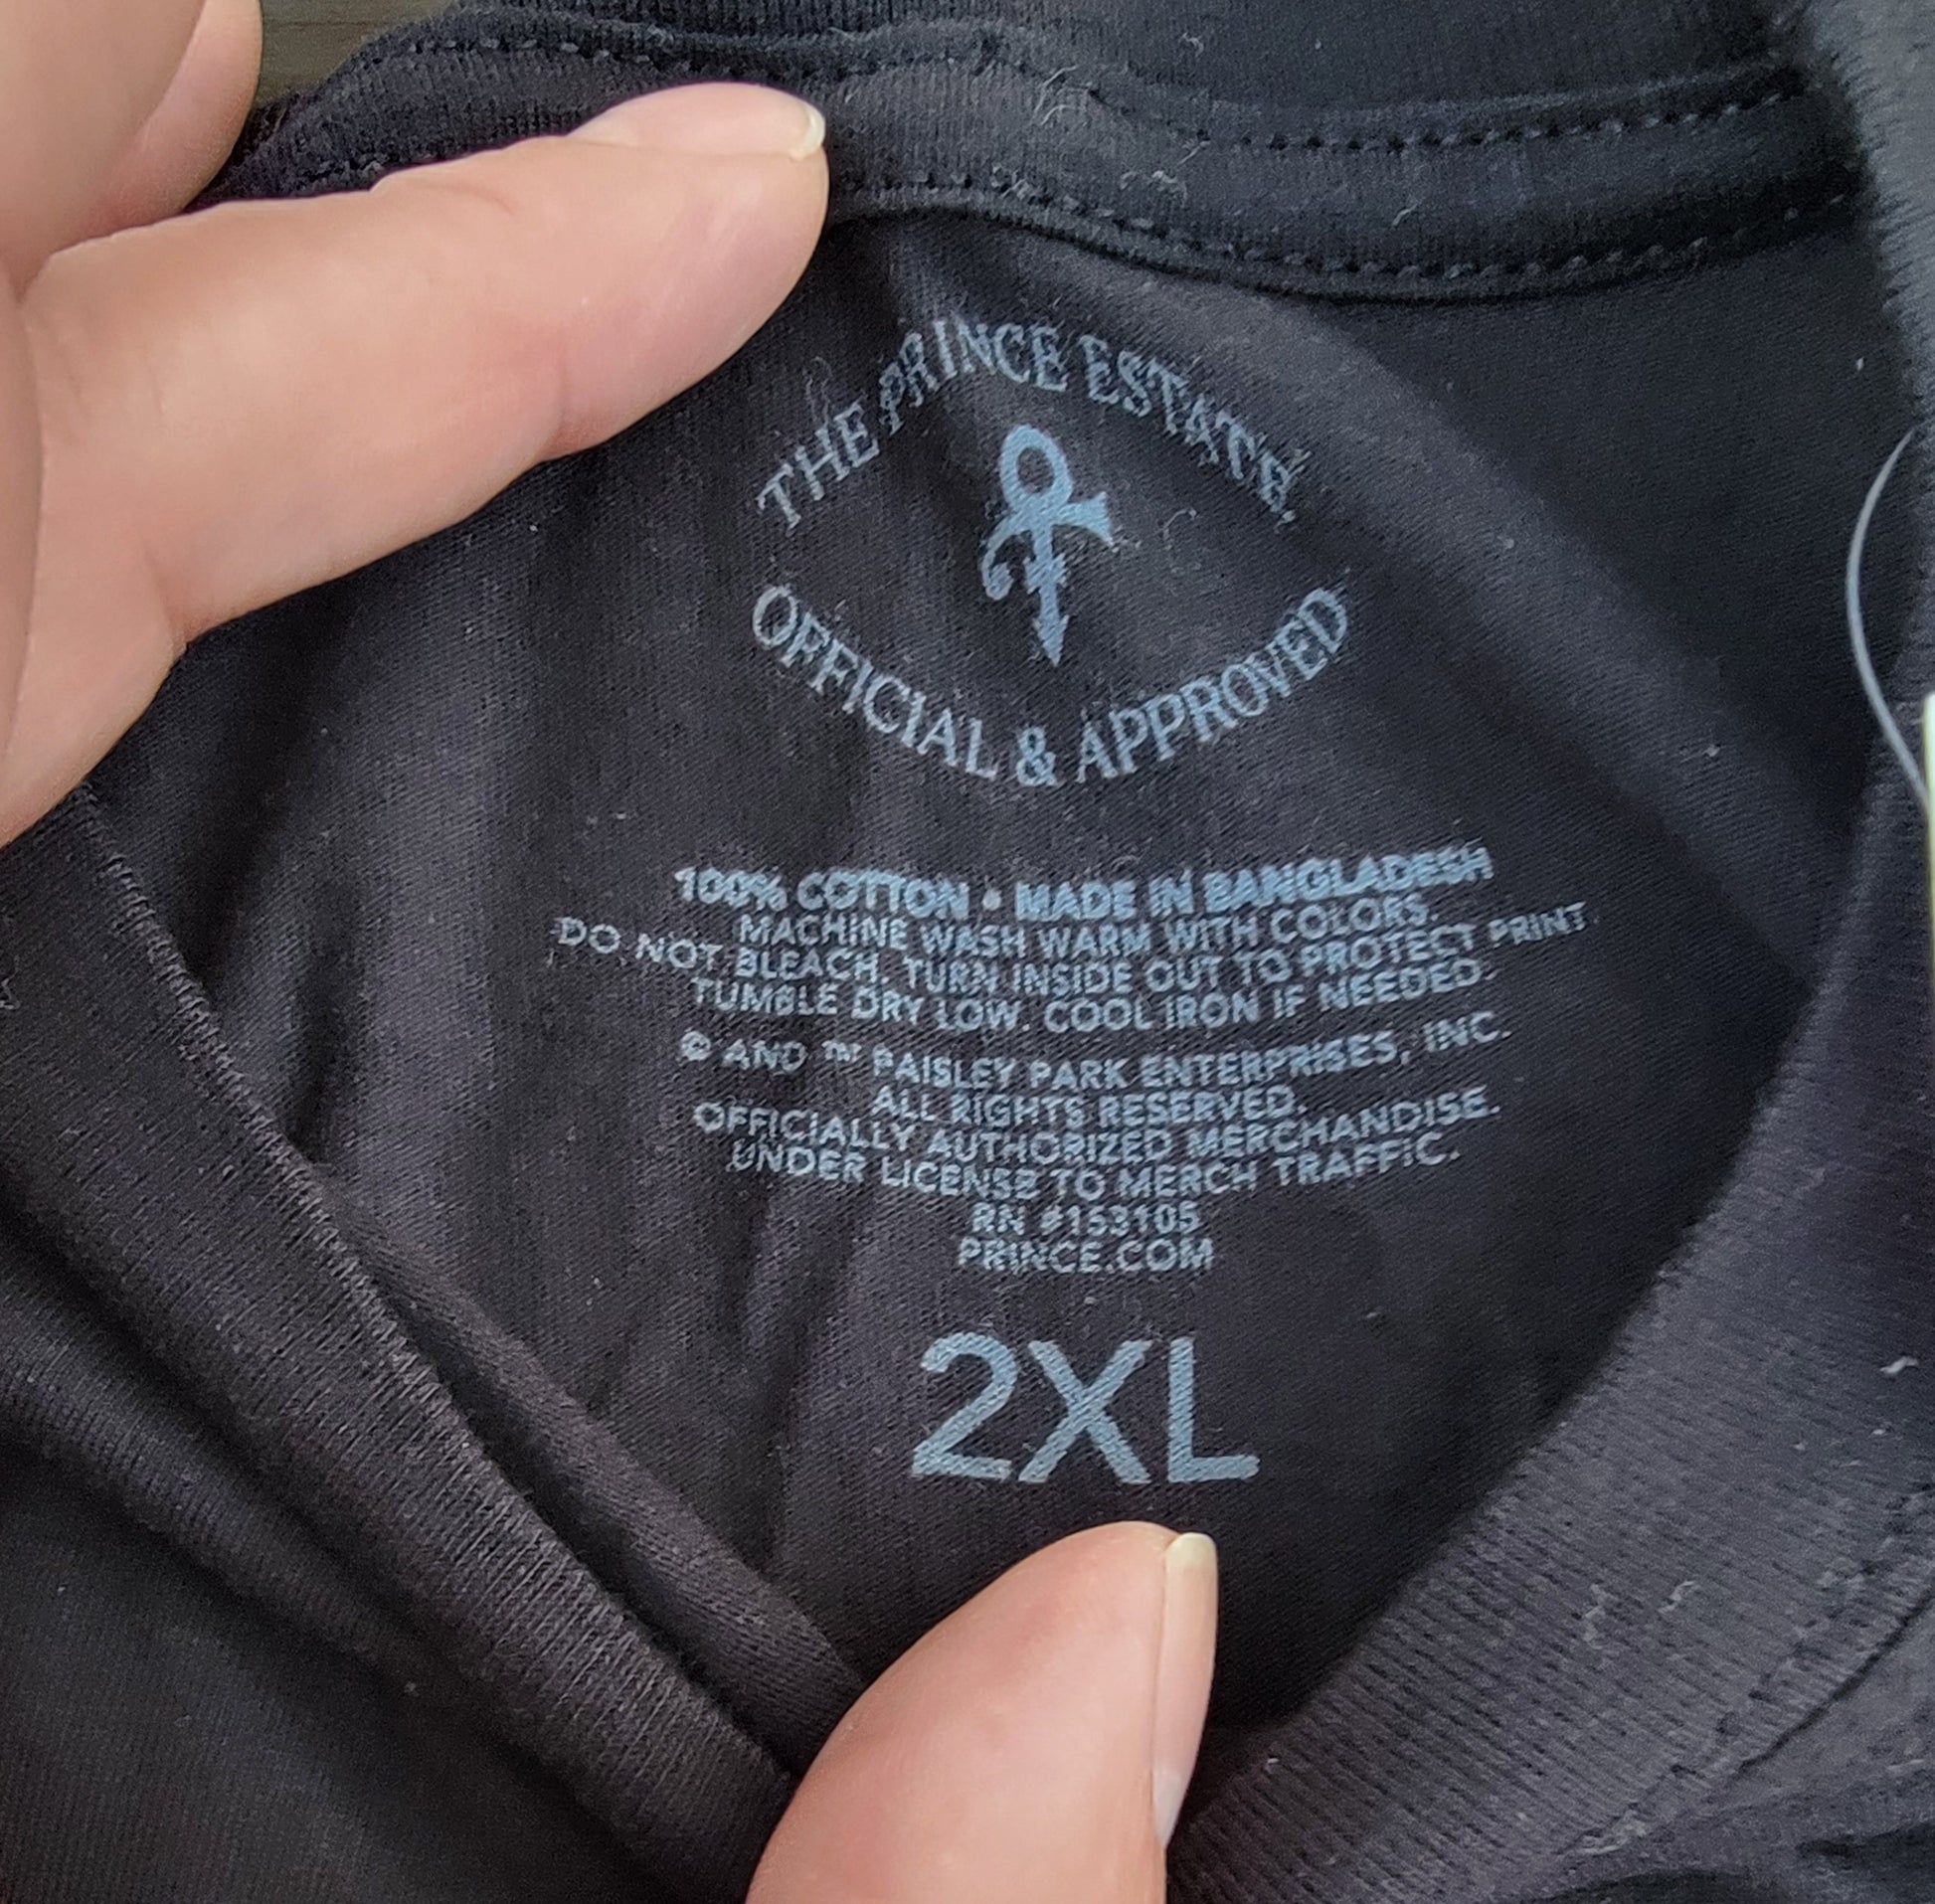 THE PRINCE ESTATE
OFFICIAL & APPROVED
100% COTTON • MADE IN BANGLADESH
MACHINE WASH WARM WITH COLORS.
DO NOT BLEACH. TURN INSIDE OUT TO PROTECT PRINT.
TUMBLE DRY LOW. COOL IRON IF NEEDED.
© AND ™ PAISLEY PARK ENTERPRISES, INC.
ALL RIGHTS RESERVED.
OFFICIALLY AUTHORIZED MERCHANDISE.
UNDER LICENSE TO MERCH TRAFFIC.
RN #153105
PRINCE.COM
2XL